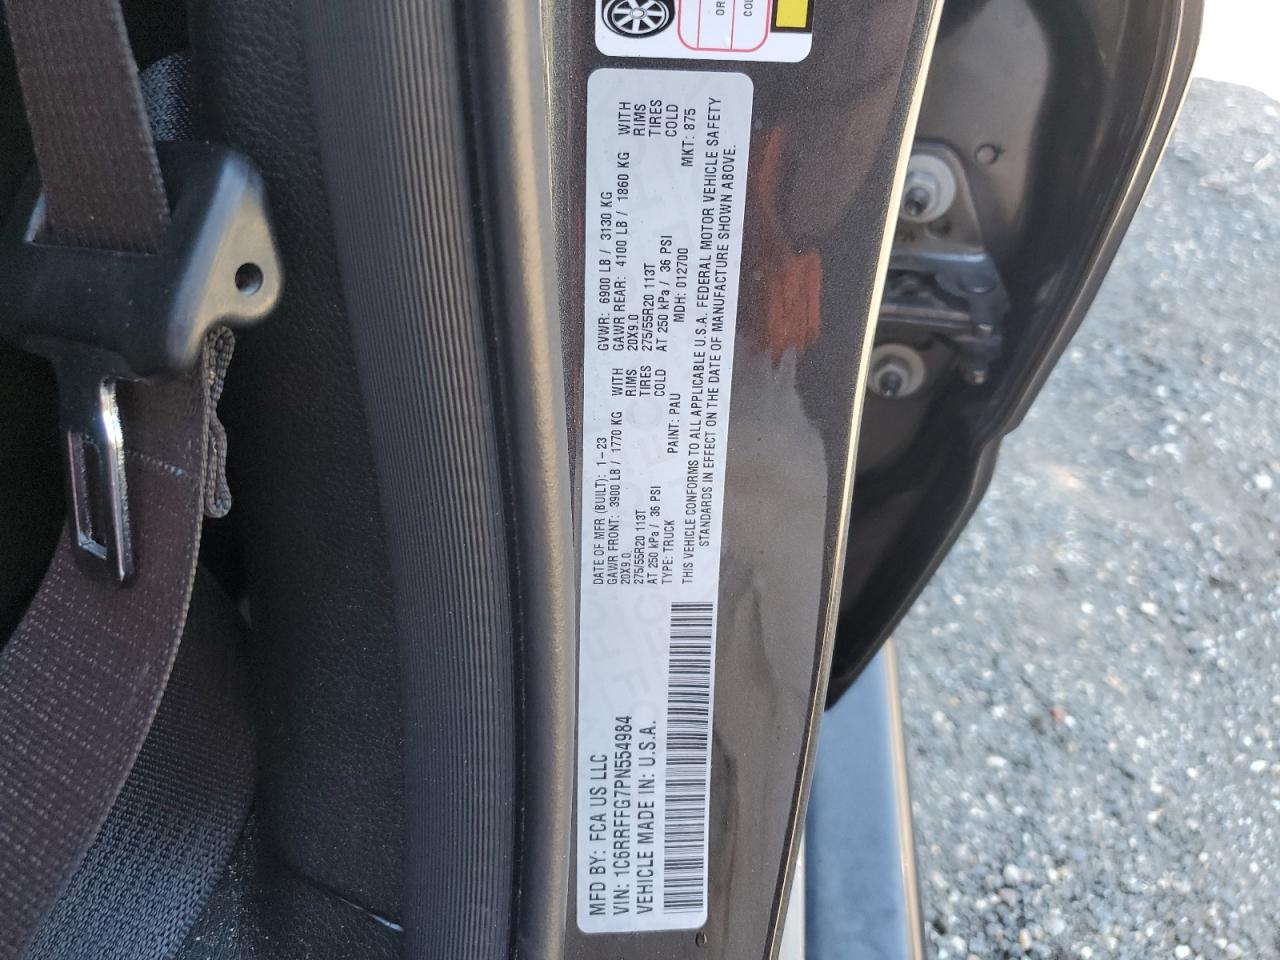 OR
COL
DATE OF MFR (BUILT): 1-23 GVWR: 6900 LB / 3130 KG
GAWR FRONT: 3900 LB / 1770 KG WITH GAWR REAR: 4100 LB / 1860 KG WITH
20X9.0 RIMS 20X9.0 RIMS
275/55R20 113T TIRES 275/55R20 113T TIRES
AT 250 kPa / 36 PSI COLD AT 250 kPa / 36 PSI COLD
TYPE: TRUCK PAINT: PAU MDH: 012700 MKT: 875
THIS VEHICLE CONFORMS TO ALL APPLICABLE U.S.A. FEDERAL MOTOR VEHICLE SAFETY
STANDARDS IN EFFECT ON THE DATE OF MANUFACTURE SHOWN ABOVE.
MFD BY: FCA US LLC
VIN: 1C6RRFFG7PN554984
VEHICLE MADE IN: U.S.A.